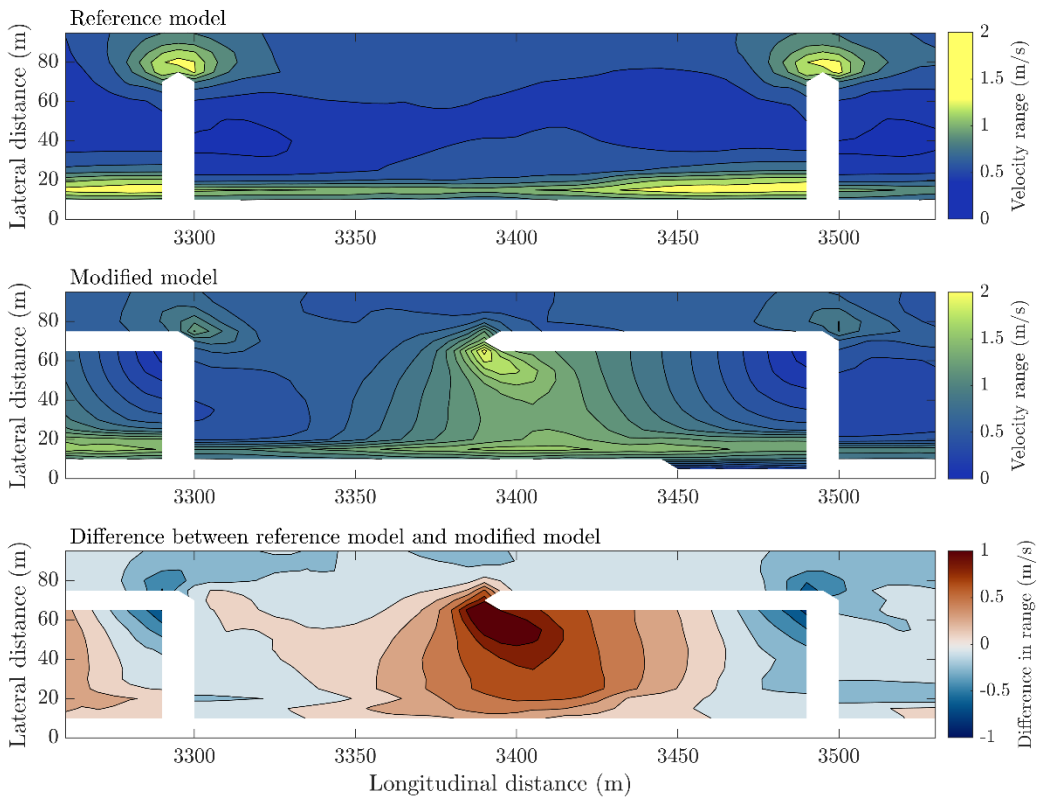 Reference model
Lateral distance (m)
80
60
40
20
0
3300 3350 3400 3450 3500
2
1.5
1
0.5
0
Velocity range (m/s)
Modified model
Lateral distance (m)
80
60
40
20
0
3300 3350 3400 3450 3500
2
1.5
1
0.5
0
Velocity range (m/s)
Difference between reference model and modified model
Lateral distance (m)
80
60
40
20
0
3300 3350 3400 3450 3500
Longitudinal distance (m)
1
0.5
0
-0.5
-1
Difference in range (m/s)